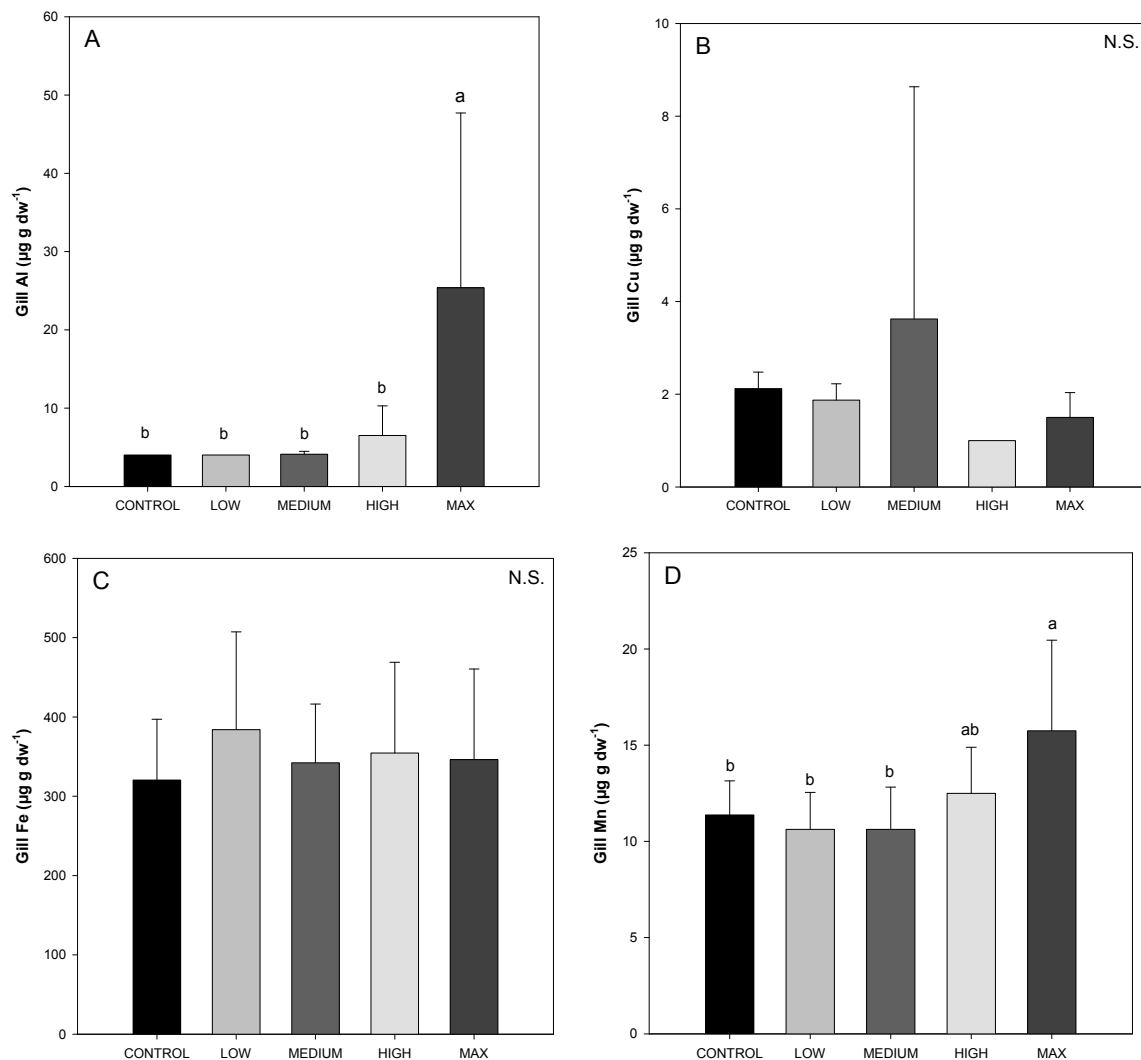 A
Gill Al (µg g dw-1)
60
50
40
30
20
10
0
b
b
b
b
a
CONTROL LOW MEDIUM HIGH MAX
B
N.S.
Gill Cu (µg g dw-1)
10
8
6
4
2
0
CONTROL LOW MEDIUM HIGH MAX
C
N.S.
Gill Fe (µg g dw-1)
600
500
400
300
200
100
0
CONTROL LOW MEDIUM HIGH MAX
D
Gill Mn (µg g dw-1)
25
20
15
10
5
0
b
b
b
ab
a
CONTROL LOW MEDIUM HIGH MAX